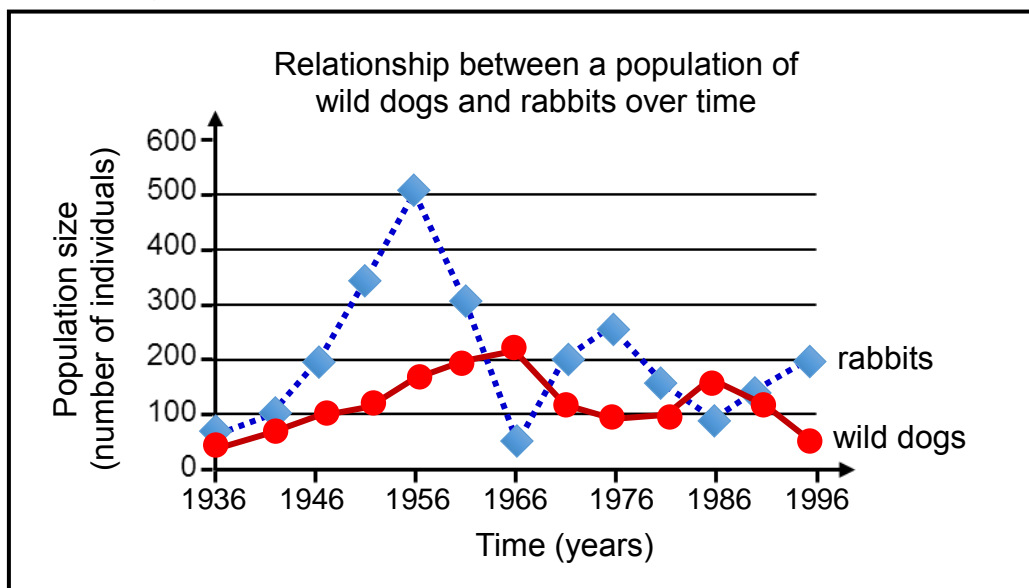 Relationship between a population of
wild dogs and rabbits over time
Population size
(number of individuals)
600
500
400
300
200
100
0
rabbits
wild dogs
1936 1946 1956 1966 1976 1986 1996
Time (years)